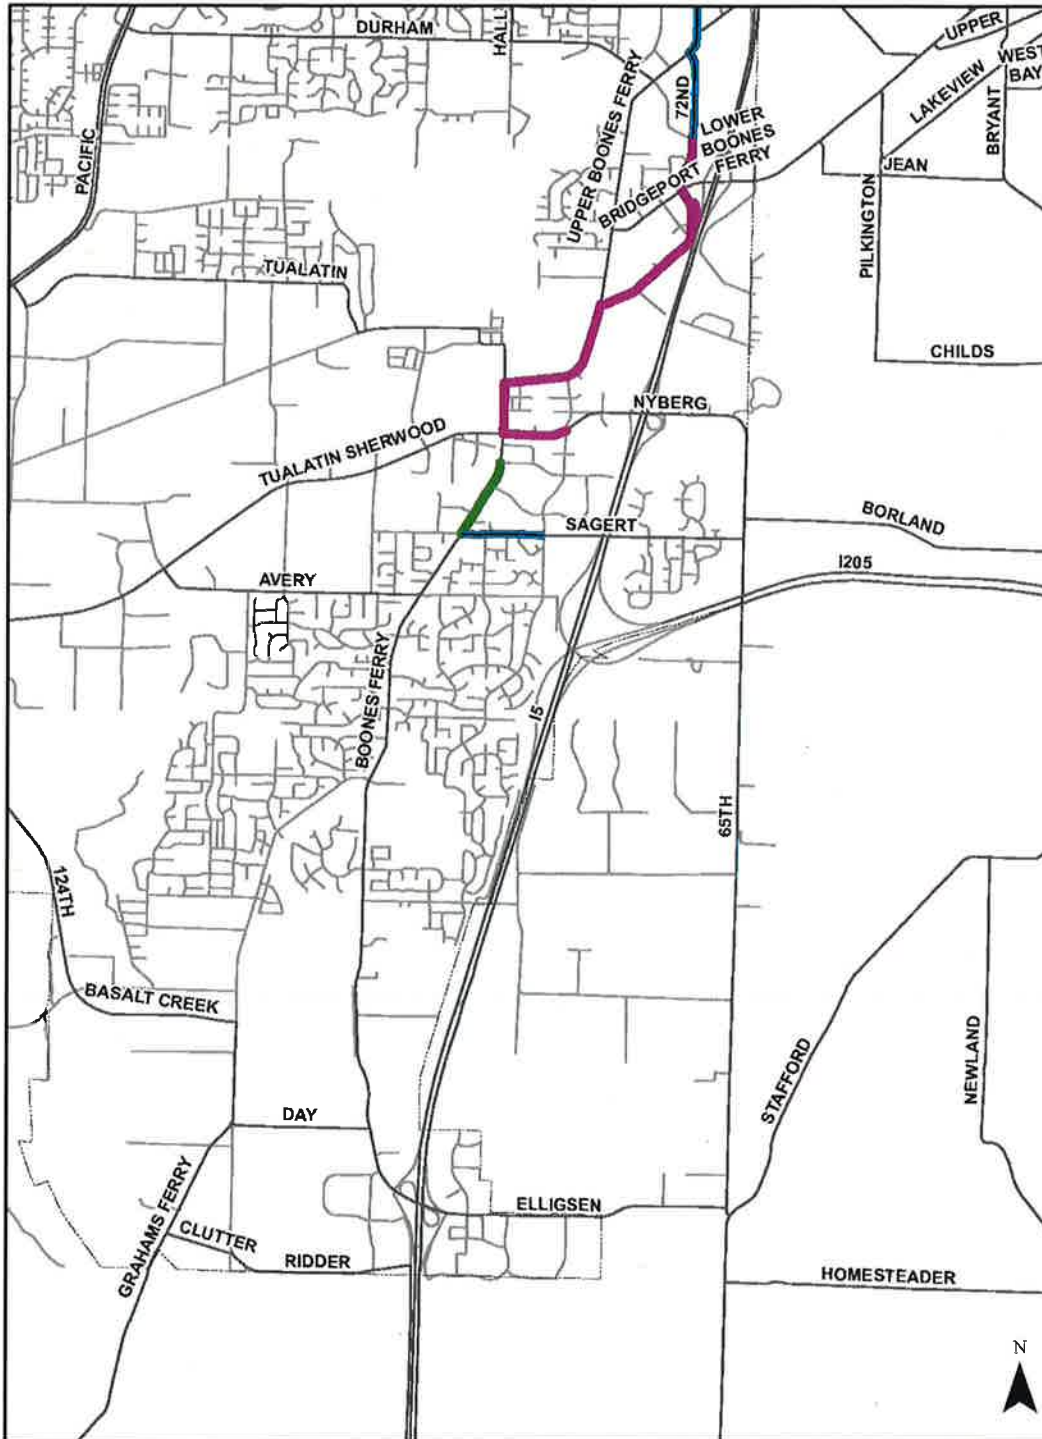 DURHAM
HALL
UPPER
LAKEVIEW
WEST
BAY
BRYANT
72ND
PACIFIC
UPPER BOONES FERRY
LOWER
BOONES
FERRY
BRIDGEPORT
JEAN
PILKINGTON
TUALATIN
CHILDS
NYBERG
TUALATIN SHERWOOD
SAGERT
BORLAND
I205
AVERY
BOONES FERRY
I5
65TH
124TH
BASALT CREEK
STAFFORD
NEWLAND
DAY
GRAHAMS FERRY
ELLIGSEN
CLUTTER
RIDDER
HOMESTEADER
N